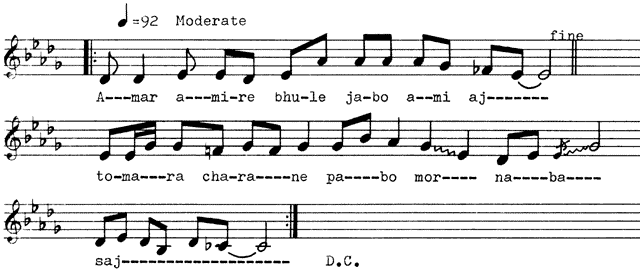 ♩=92 Moderate
fine
A---mar a---mi-re bhu-le ja-bo a--mi aj-------
to-ma--ra cha-ra----ne pa----bo mor---- na--ba----
saj-------------------- D.C.